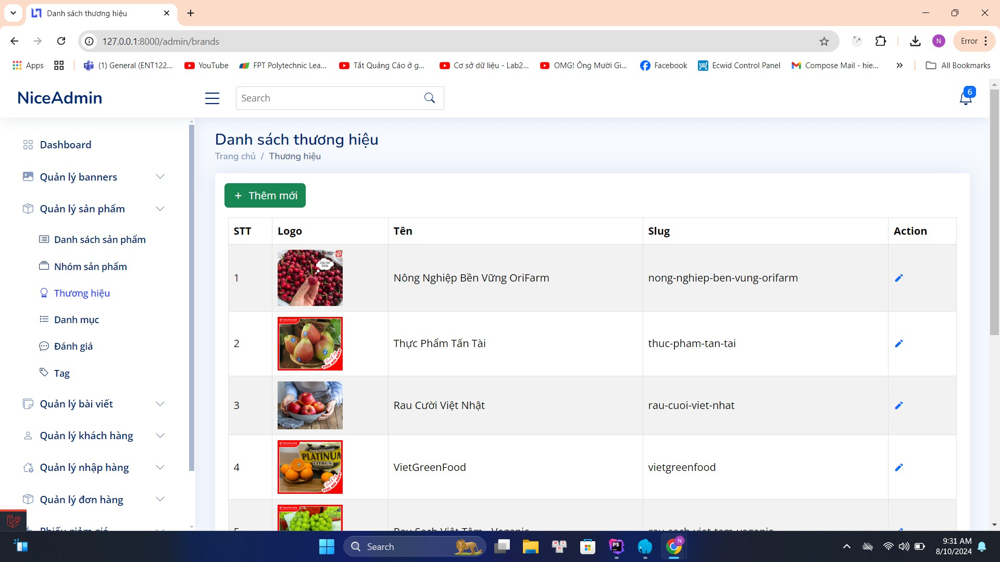 Danh sách thương hiệu
127.0.0.1:8000/admin/brands
Error
Apps
(1) General (ENT122...
YouTube
FPT Polytechnic Lea...
Tắt Quảng Cáo ở g...
Cơ sở dữ liệu - Lab2...
OMG! Ông Mười Gi...
Facebook
Ecwid Control Panel
Compose Mail - hie...
All Bookmarks
NiceAdmin
Search
6
Dashboard
Quản lý banners
Quản lý sản phẩm
Danh sách sản phẩm
Nhóm sản phẩm
Thương hiệu
Danh mục
Đánh giá
Tag
Quản lý bài viết
Quản lý khách hàng
Quản lý nhập hàng
Quản lý đơn hàng
Phiếu giảm giá
Danh sách thương hiệu
Trang chủ / Thương hiệu
+ Thêm mới
STT Logo Tên Slug Action
1 Nông Nghiệp Bền Vững OriFarm nong-nghiep-ben-vung-orifarm
2 Thực Phẩm Tấn Tài thuc-pham-tan-tai
3 Rau Cười Việt Nhật rau-cuoi-viet-nhat
PLATINUM
CITRUS
4 VietGreenFood vietgreenfood
5 Rau Sạch Việt Tâm - Veganic rau-sach-viet-tam-veganic
Search
9:31 AM
8/10/2024